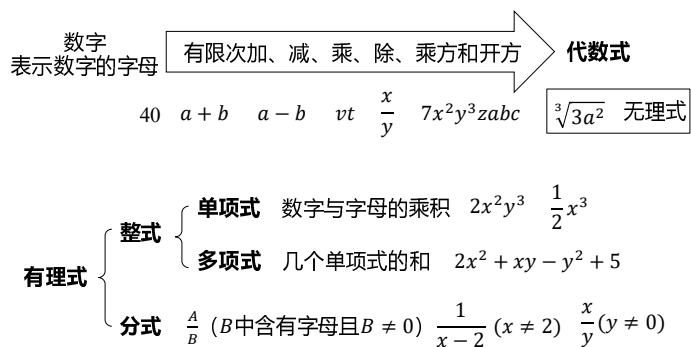 数字
表示数字的字母
有限次加、减、乘、除、乘方和开方
代数式
40 a + b a − b vt x/y 7x²y³zabc ∛(3a²) 无理式
有理式
整式
单项式 数字与字母的乘积 2x²y³ 1/2 x³
多项式 几个单项式的和 2x² + xy − y² + 5
分式 A/B（B中含有字母且B ≠ 0） 1/(x − 2) (x ≠ 2) x/y (y ≠ 0)